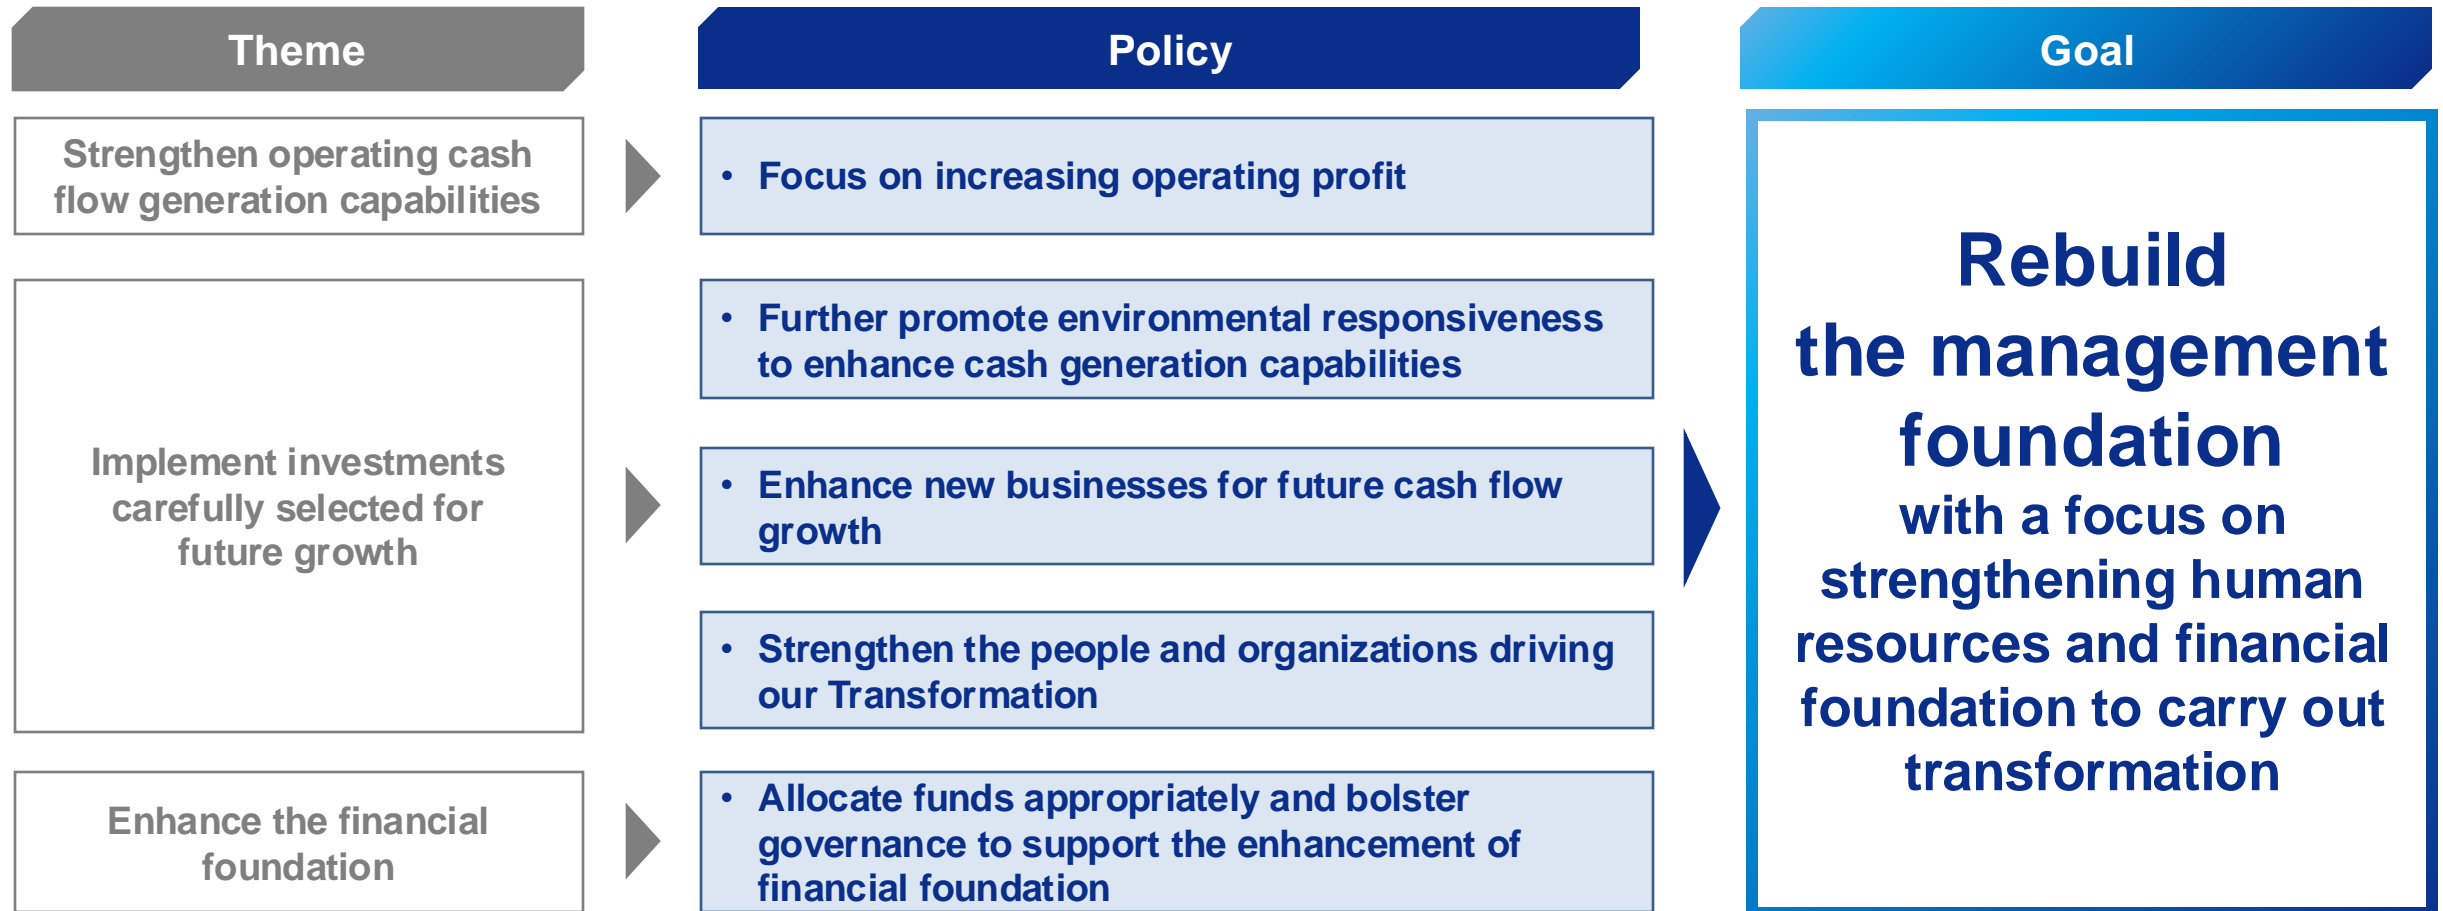 Theme
Policy
Goal
Strengthen operating cash
flow generation capabilities
• Focus on increasing operating profit
Implement investments
carefully selected for
future growth
• Further promote environmental responsiveness
to enhance cash generation capabilities
• Enhance new businesses for future cash flow
growth
• Strengthen the people and organizations driving
our Transformation
Enhance the financial
foundation
• Allocate funds appropriately and bolster
governance to support the enhancement of
financial foundation
Rebuild
the management
foundation
with a focus on
strengthening human
resources and financial
foundation to carry out
transformation